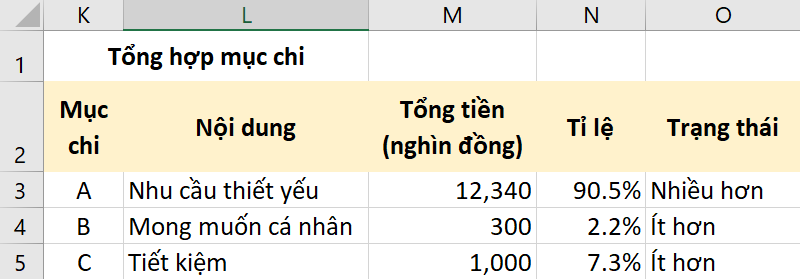 K L M N O
1 Tổng hợp mục chi
2 Mục chi Nội dung Tổng tiền (nghìn đồng) Tỉ lệ Trạng thái
3 A Nhu cầu thiết yếu 12,340 90.5% Nhiều hơn
4 B Mong muốn cá nhân 300 2.2% Ít hơn
5 C Tiết kiệm 1,000 7.3% Ít hơn